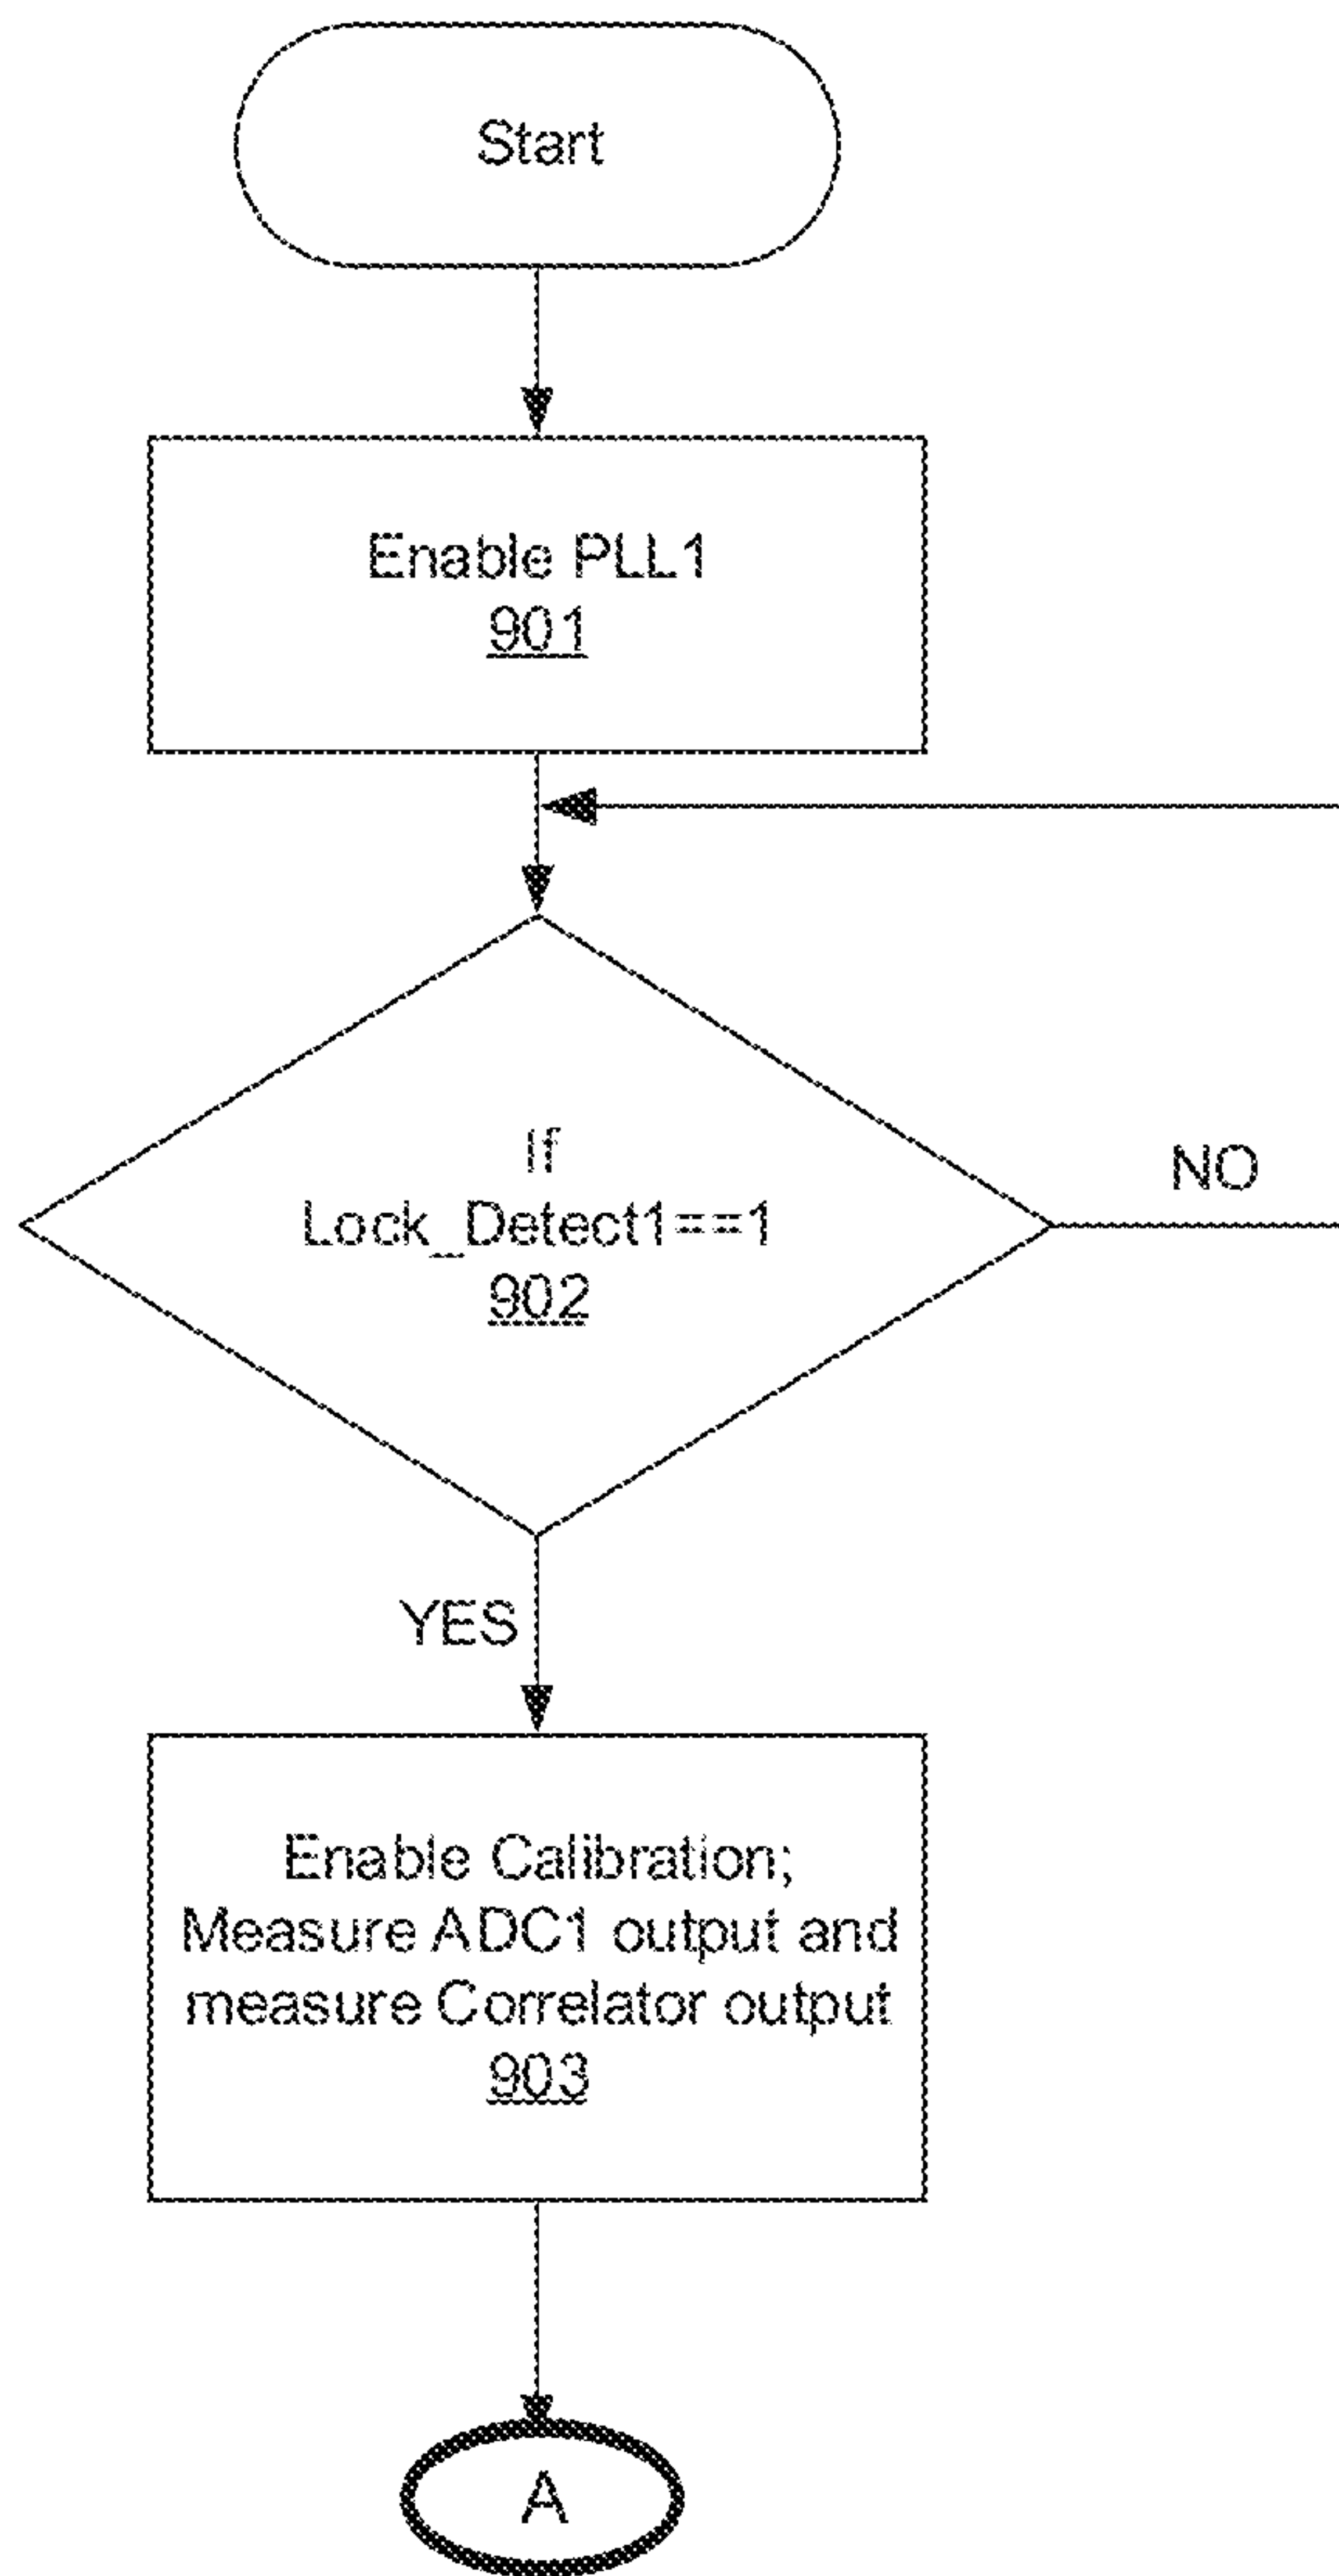 Start
Enable PLL1
901
If
Lock_Detect1==1
902
NO
YES
Enable Calibration;
Measure ADC1 output and
measure Correlator output
903
A